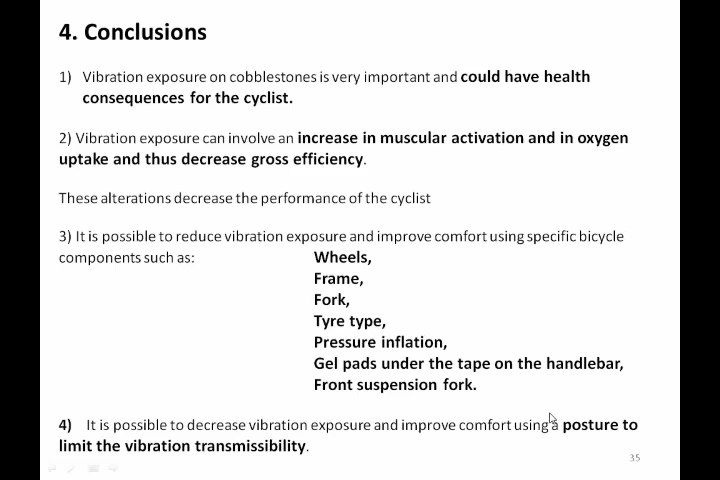 4. Conclusions
1) Vibration exposure on cobblestones is very important and could have health
consequences for the cyclist.
2) Vibration exposure can involve an increase in muscular activation and in oxygen
uptake and thus decrease gross efficiency.
These alterations decrease the performance of the cyclist
3) It is possible to reduce vibration exposure and improve comfort using specific bicycle
components such as:
Wheels,
Frame,
Fork,
Tyre type,
Pressure inflation,
Gel pads under the tape on the handlebar,
Front suspension fork.
4) It is possible to decrease vibration exposure and improve comfort using a posture to
limit the vibration transmissibility.
35